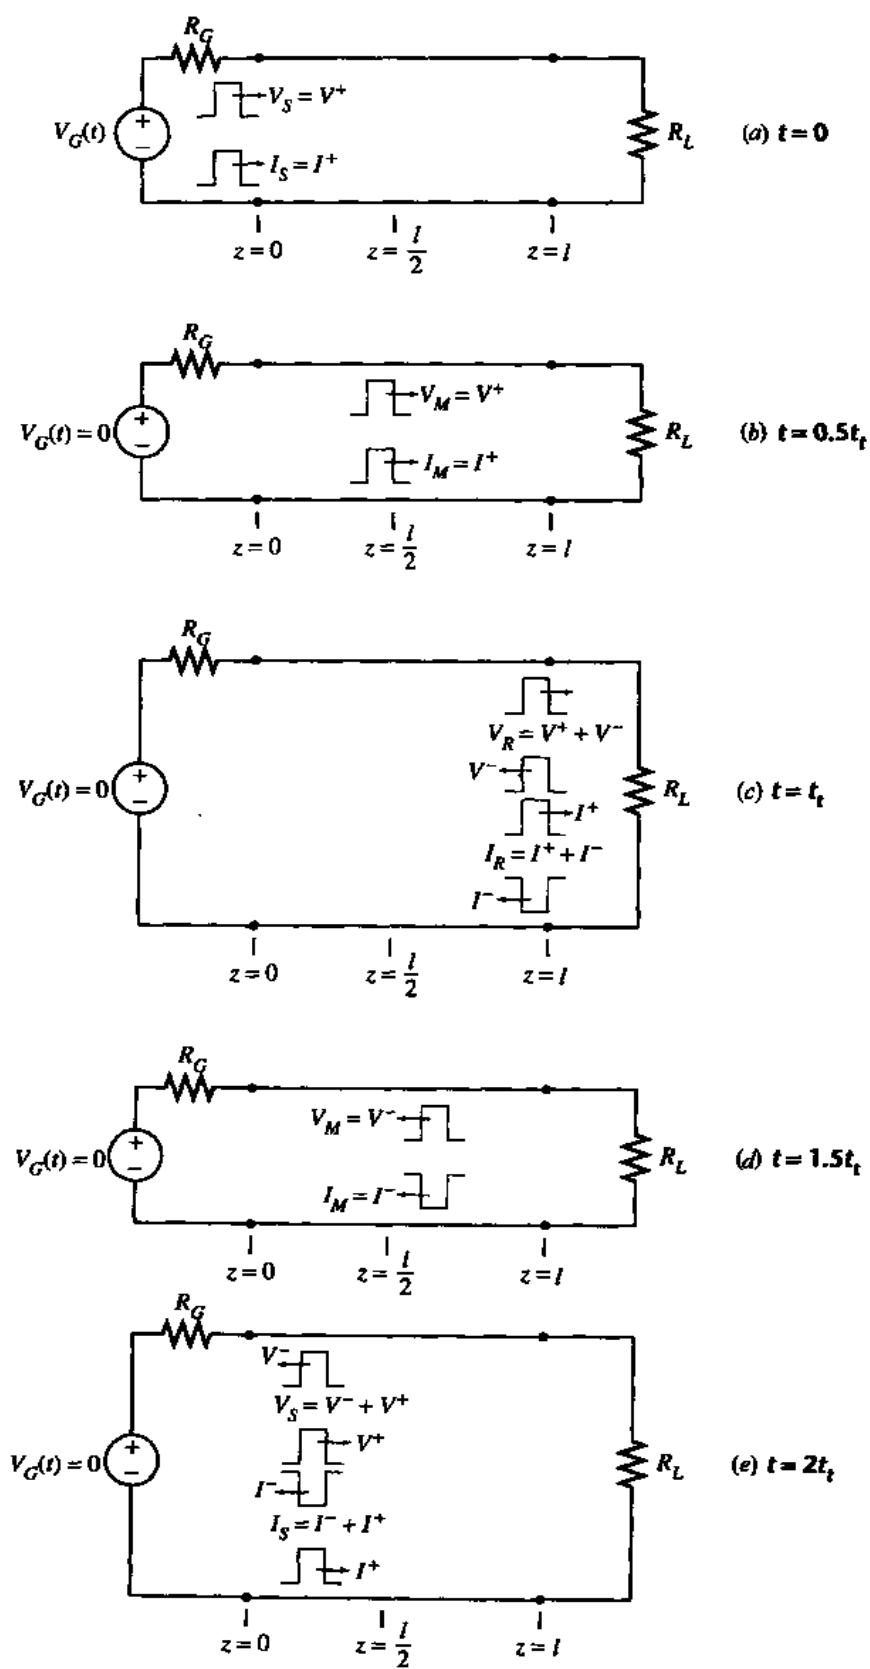 R_G
V_S = V^+
V_G(t) + − R_L (a) t = 0
I_S = I^+
z = 0 z = l/2 z = l
R_G
V_M = V^+
V_G(t) = 0 + − R_L (b) t = 0.5t_t
I_M = I^+
z = 0 z = l/2 z = l
R_G
V_R = V^+ + V^-
V^-
V_G(t) = 0 + − R_L (c) t = t_t
I^+
I_R = I^+ + I^-
I^-
z = 0 z = l/2 z = l
R_G
V_M = V^-
V_G(t) = 0 + − R_L (d) t = 1.5t_t
I_M = I^-
z = 0 z = l/2 z = l
R_G
V^-
V_S = V^- + V^+
V^+
V_G(t) = 0 + − R_L (e) t = 2t_t
I^-
I_S = I^- + I^+
I^+
z = 0 z = l/2 z = l